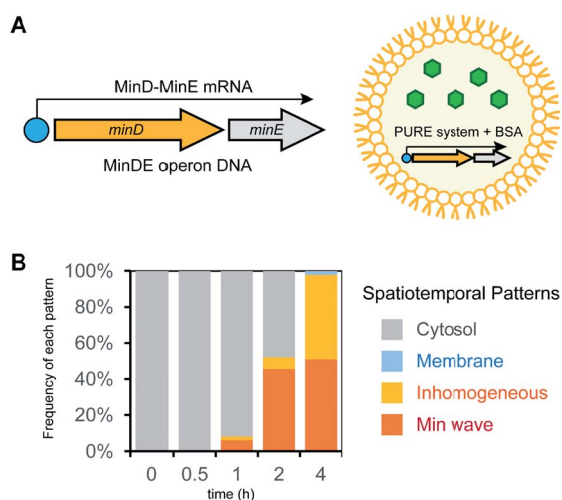 A
MinD-MinE mRNA
minD
minE
MinDE operon DNA
PURE system + BSA
B
Frequency of each pattern
100%
80%
60%
40%
20%
0%
0 0.5 1 2 4
time (h)
Spatiotemporal Patterns
Cytosol
Membrane
Inhomogeneous
Min wave